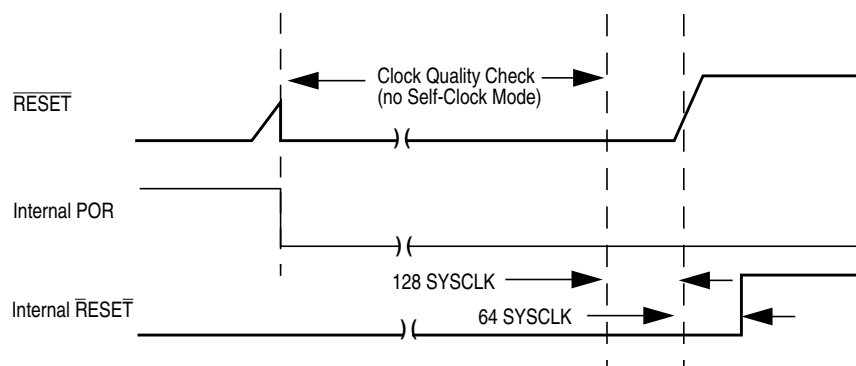 Clock Quality Check
(no Self-Clock Mode)
RESET
Internal POR
128 SYSCLK
Internal RESET
64 SYSCLK